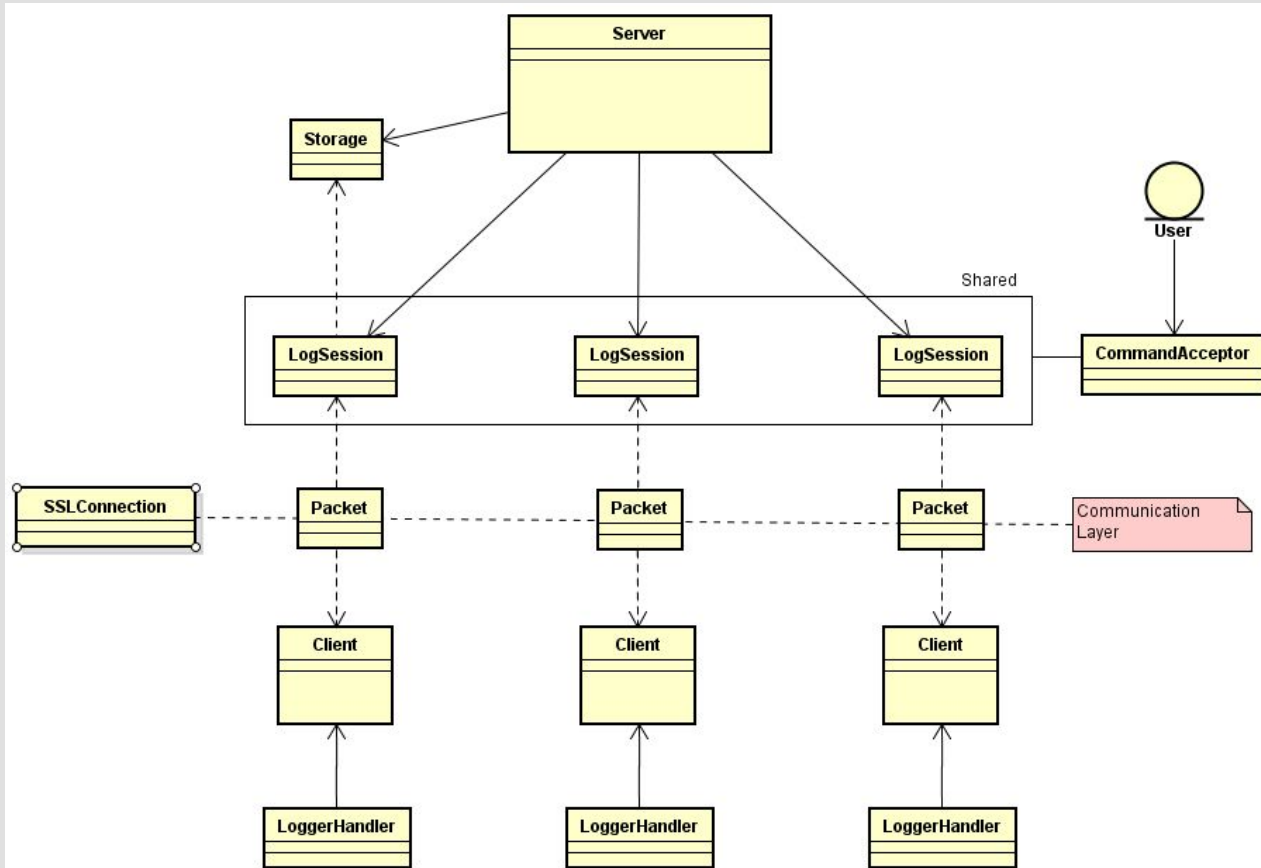 Server
Storage
User
Shared
LogSession
LogSession
LogSession
CommandAcceptor
SSLConnection
Packet
Packet
Packet
Communication
Layer
Client
Client
Client
LoggerHandler
LoggerHandler
LoggerHandler